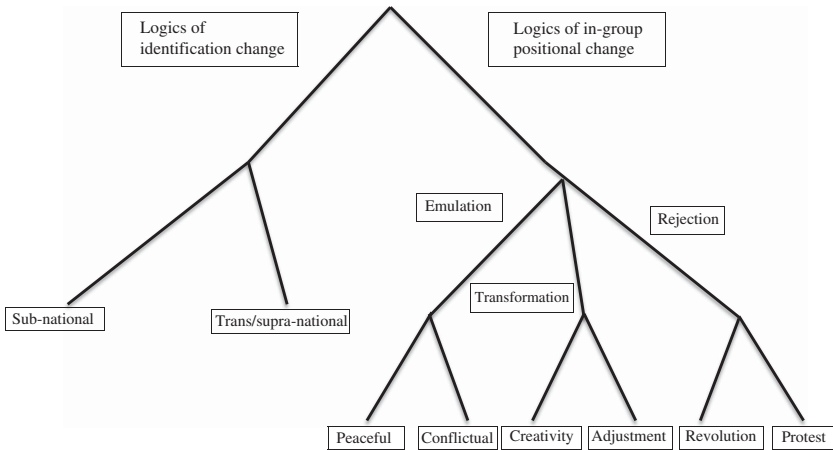 Logics of
identification change
Logics of in-group
positional change
Emulation
Rejection
Transformation
Sub-national
Trans/supra-national
Peaceful
Conflictual
Creativity
Adjustment
Revolution
Protest